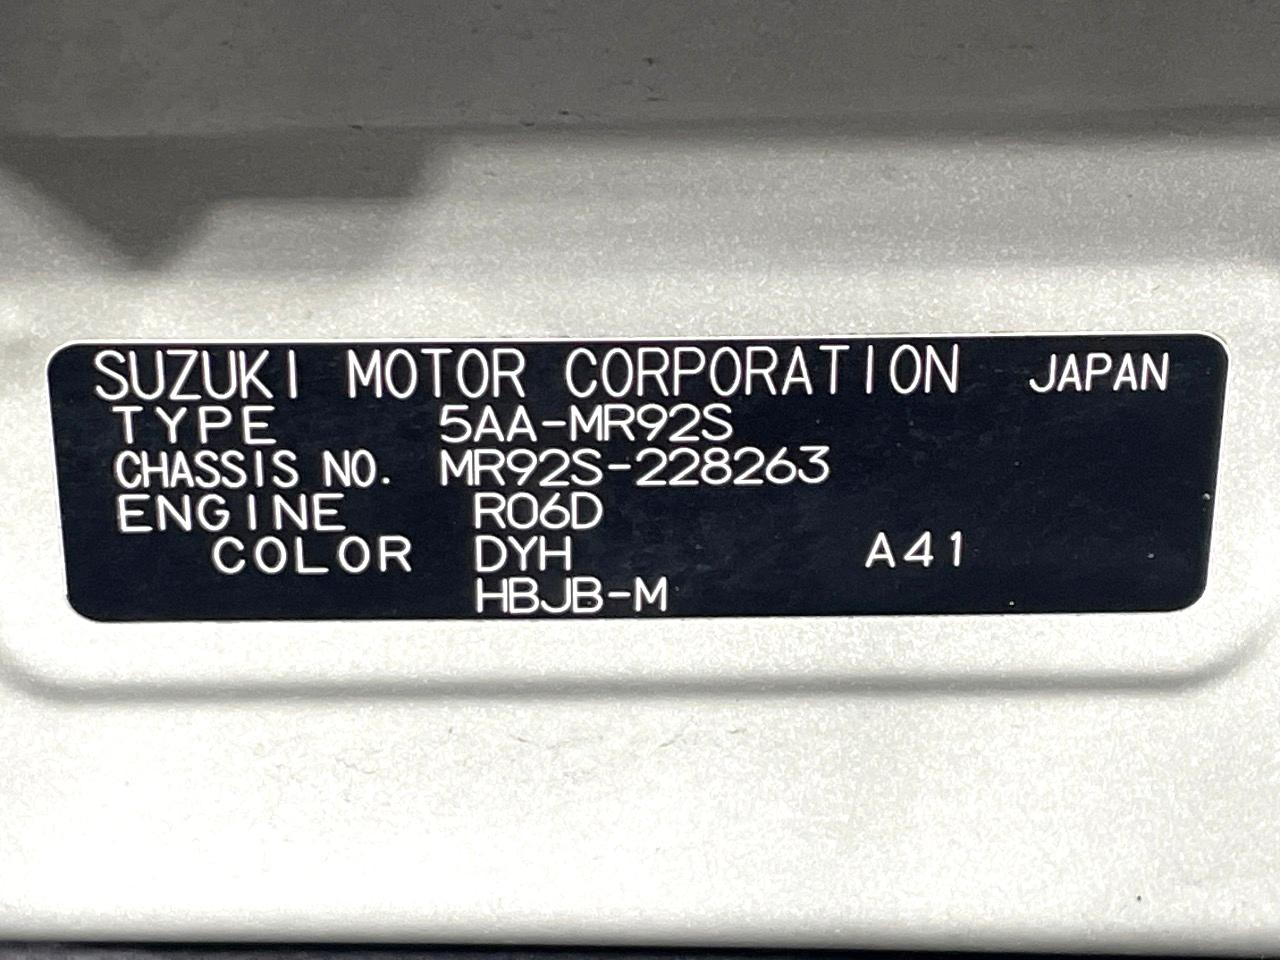 SUZUKI MOTOR CORPORATION JAPAN
TYPE 5AA-MR92S
CHASSIS NO. MR92S-228263
ENGINE R06D
COLOR DYH A41
HBJB-M